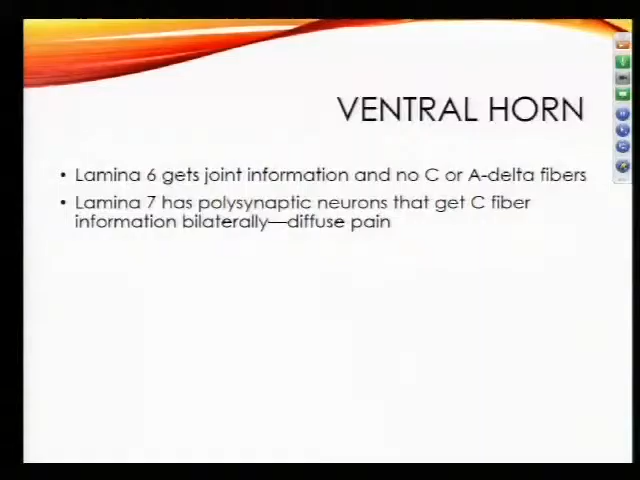 VENTRAL HORN
• Lamina 6 gets joint information and no C or A-delta fibers
• Lamina 7 has polysynaptic neurons that get C fiber
information bilaterally—diffuse pain